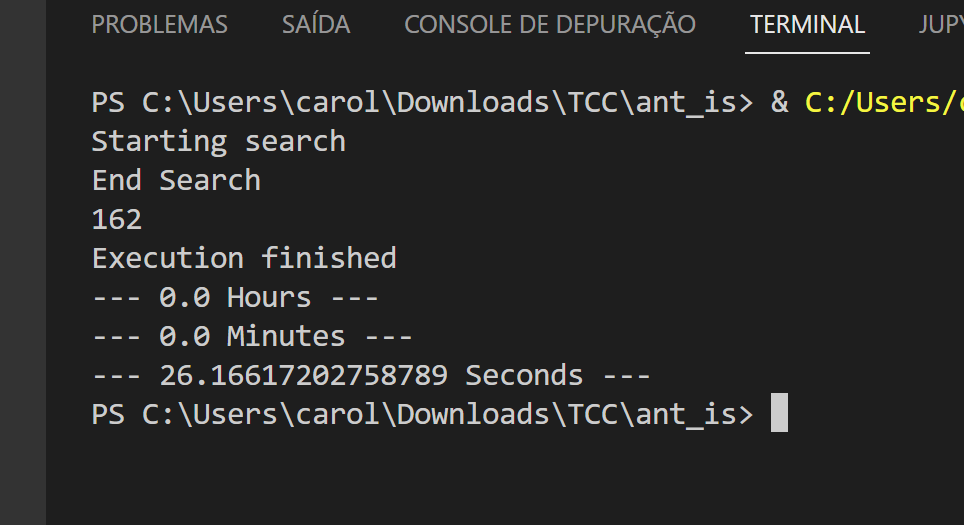 PROBLEMAS SAÍDA CONSOLE DE DEPURAÇÃO TERMINAL
PS C:\Users\carol\Downloads\TCC\ant_is> & C:/Users/
Starting search
End Search
162
Execution finished
--- 0.0 Hours ---
--- 0.0 Minutes ---
--- 26.16617202758789 Seconds ---
PS C:\Users\carol\Downloads\TCC\ant_is>